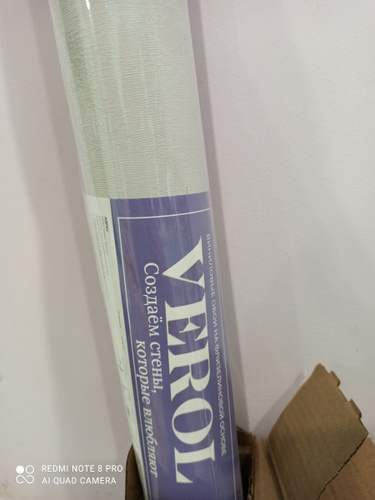 ВИНИЛОВЫЕ ОБОИ НА ФЛИЗЕЛИНОВОЙ ОСНОВЕ
VEROL
Создаём стены,
которые влюбляют
REDMI NOTE 8 PRO
AI QUAD CAMERA